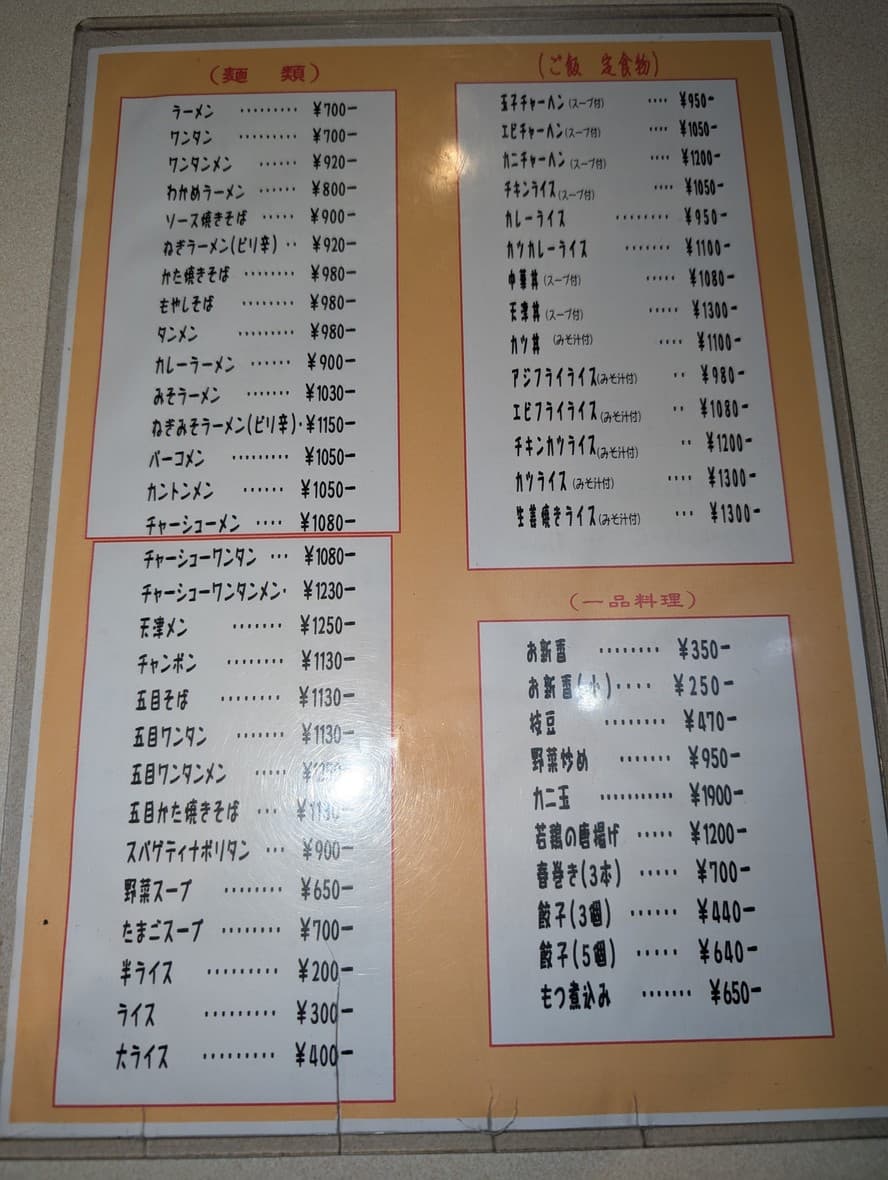 (麺　類)
ラーメン ・・・・・・・・・ ¥700−
ワンタン ・・・・・・・・ ¥700−
ワンタンメン ・・・・・・ ¥920−
わかめラーメン ・・・・・・ ¥800−
ソース焼きそば ・・・・・ ¥900−
ねぎラーメン(ピリ辛) ・・ ¥920−
かた焼きそば ・・・・・・・・ ¥980−
もやしそば ・・・・・・・・ ¥980−
タンメン ・・・・・・・・・ ¥980−
カレーラーメン ・・・・・・ ¥900−
みそラーメン ・・・・・・・ ¥1030−
ねぎみそラーメン(ピリ辛)・¥1150−
パーコメン ・・・・・・・・・ ¥1050−
カントンメン ・・・・・・ ¥1050−
チャーショーメン ・・・・ ¥1080−
チャーショーワンタン ・・・ ¥1080−
チャーショーワンタンメン・ ¥1230−
天津メン ・・・・・・・ ¥1250−
チャンポン ・・・・・・・・ ¥1130−
五目そば ・・・・・・・・・ ¥1130−
五目ワンタン ・・・・・・・ ¥1130−
五目ワンタンメン ・・・・・ ¥1250−
五目かた焼きそば ・・・ ¥1130−
スパゲティナポリタン ・・・ ¥900−
野菜スープ ・・・・・・・・ ¥650−
たまごスープ ・・・・・・・・ ¥700−
半ライス ・・・・・・・・・ ¥200−
ライス ・・・・・・・・・ ¥300−
大ライス ・・・・・・・・・ ¥400−
(ご飯　定食物)
玉子チャーハン(スープ付) ・・・・ ¥950−
エビチャーハン(スープ付) ・・・・ ¥1050−
カニチャーハン(スープ付) ・・・・ ¥1200−
チキンライス(スープ付) ・・・・ ¥1050−
カレーライス ・・・・・・・・ ¥950−
カツカレーライス ・・・・・・・ ¥1100−
中華丼(スープ付) ・・・・・ ¥1080−
天津丼(スープ付) ・・・・・ ¥1300−
カツ丼 (みそ汁付) ・・・・ ¥1100−
アジフライライス(みそ汁付) ・・ ¥980−
エビフライライス(みそ汁付) ・・ ¥1080−
チキンカツライス(みそ汁付) ・・ ¥1200−
カツライス(みそ汁付) ・・・・ ¥1300−
生姜焼きライス(みそ汁付) ・・・ ¥1300−
(一品料理)
お新香 ・・・・・・・・ ¥350−
お新香(小)・・・・ ¥250−
枝豆 ・・・・・・・・ ¥470−
野菜炒め ・・・・・・・ ¥950−
カニ玉 ・・・・・・・・・・・ ¥1900−
若鶏の唐揚げ ・・・・・ ¥1200−
春巻き(3本) ・・・・・ ¥700−
餃子(3個) ・・・・・・ ¥440−
餃子(5個) ・・・・・ ¥640−
もつ煮込み ・・・・・・・ ¥650−